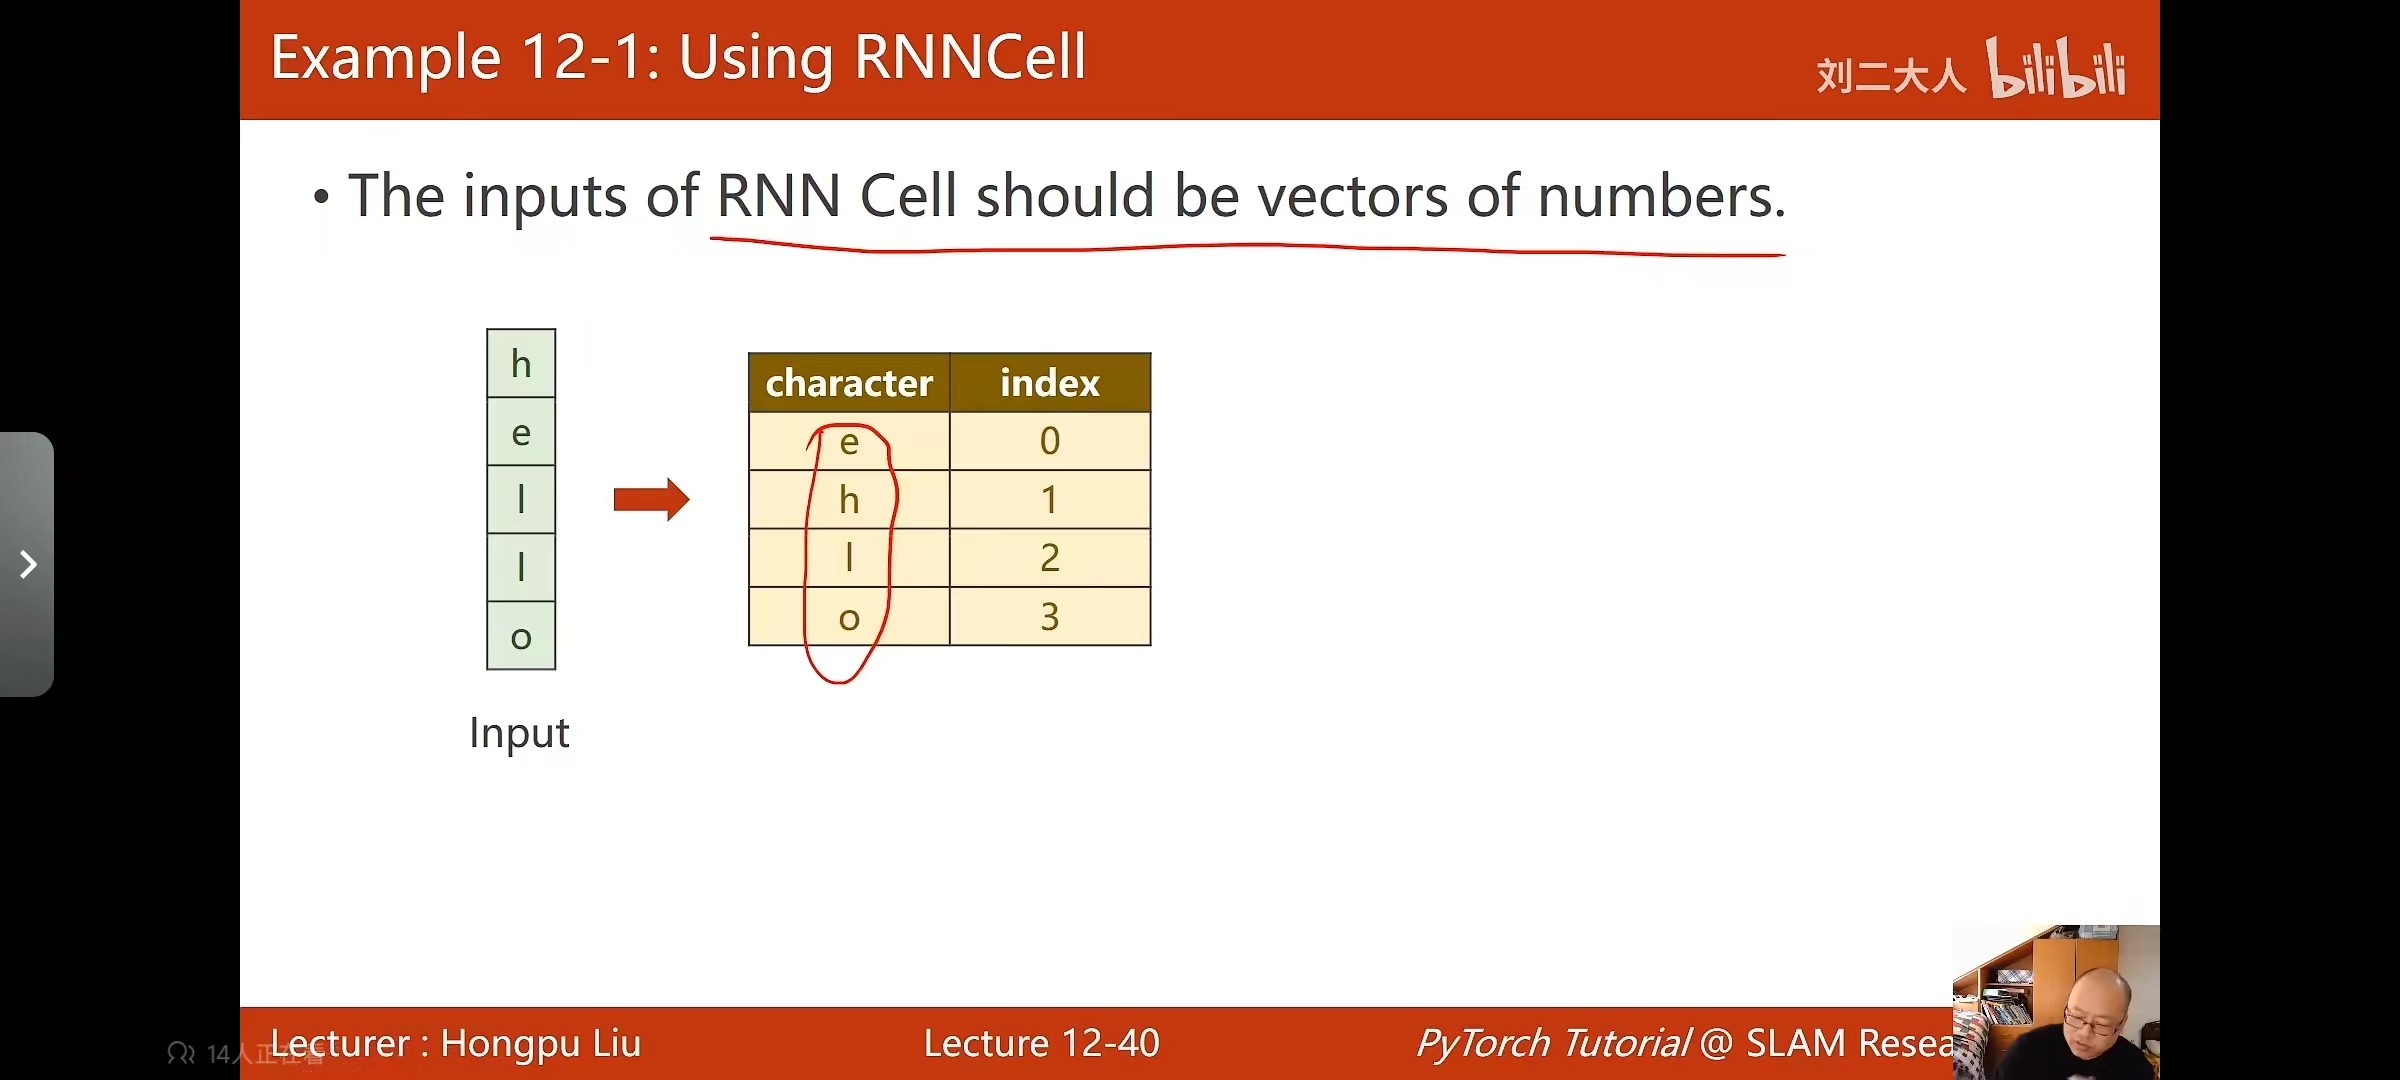 Example 12-1: Using RNNCell
刘二大人 bilibili
• The inputs of RNN Cell should be vectors of numbers.
h
e
l
l
o
Input
character index
e 0
h 1
l 2
o 3
Lecturer : Hongpu Liu Lecture 12-40 PyTorch Tutorial @ SLAM Resea
14人正在看